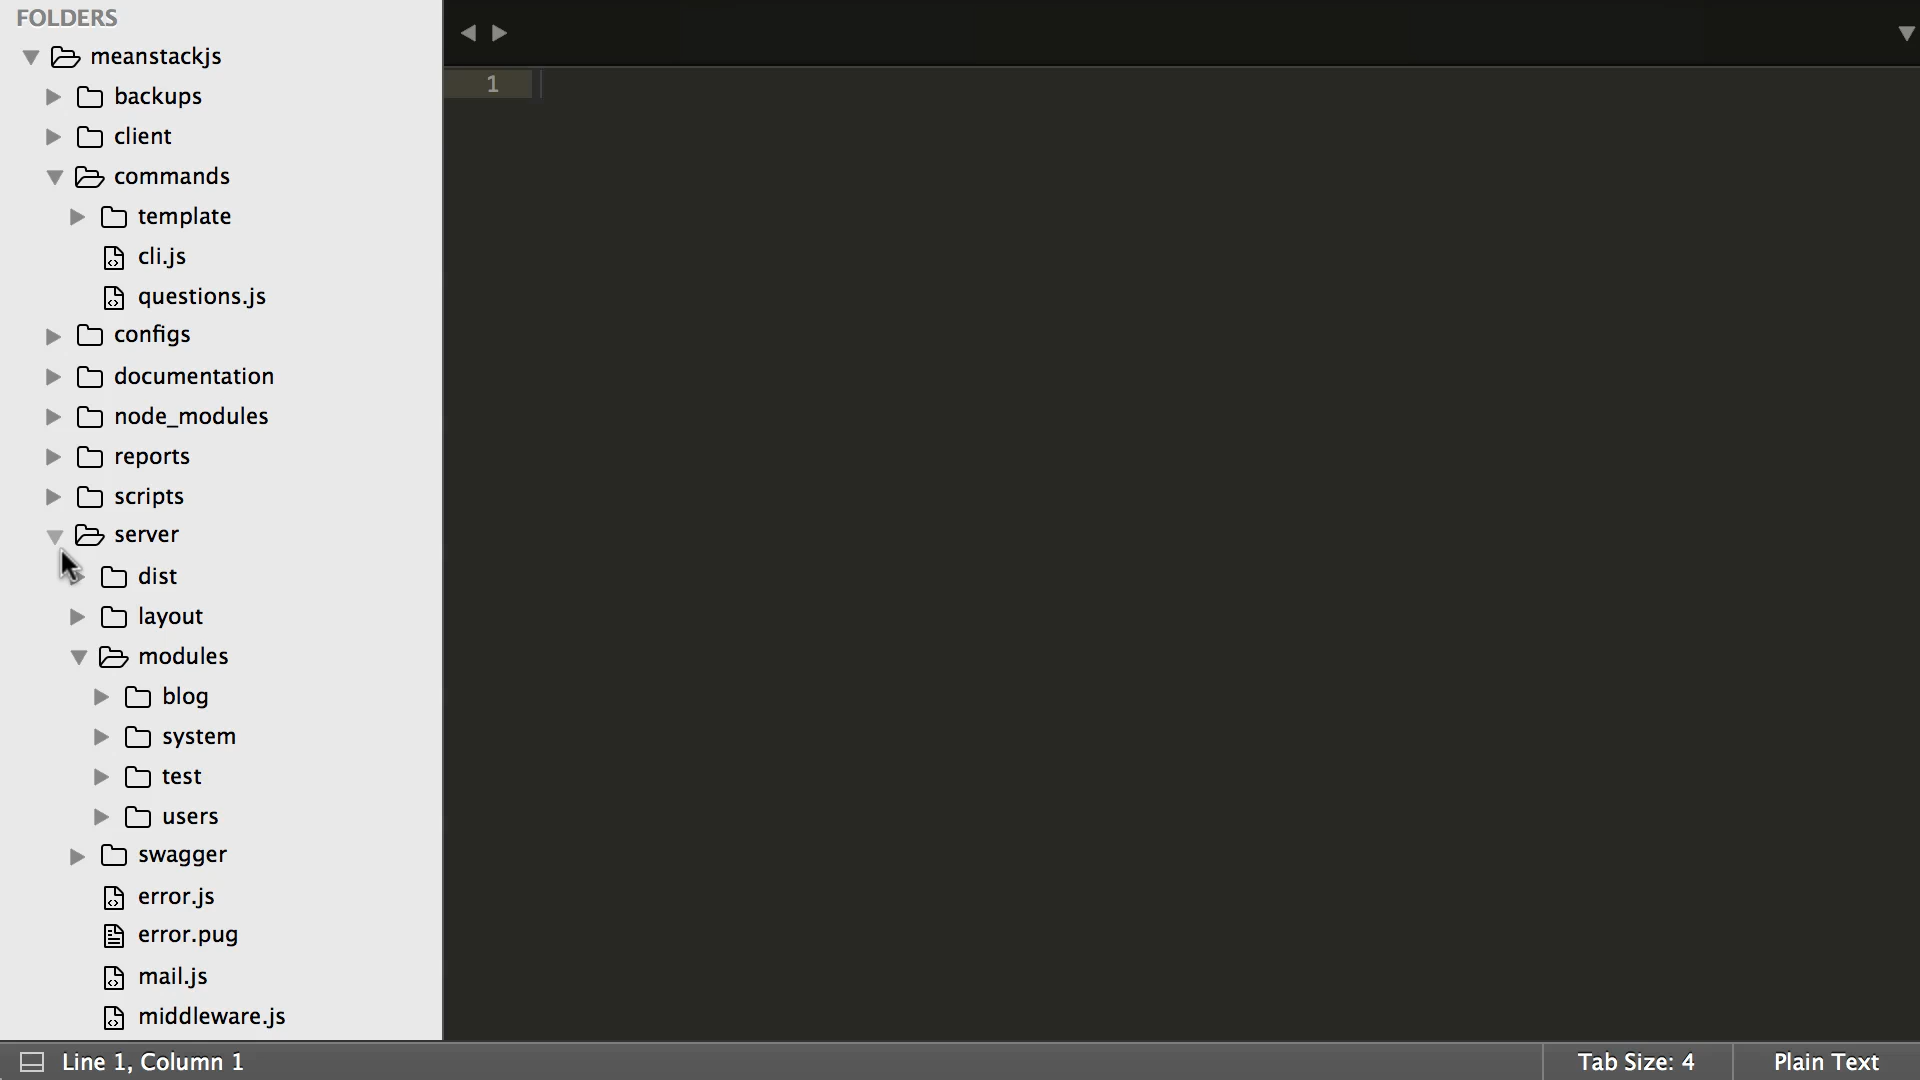 FOLDERS
meanstackjs
backups
client
commands
template
cli.js
questions.js
configs
documentation
node_modules
reports
scripts
server
dist
layout
modules
blog
system
test
users
swagger
error.js
error.pug
mail.js
middleware.js
1
Line 1, Column 1
Tab Size: 4
Plain Text